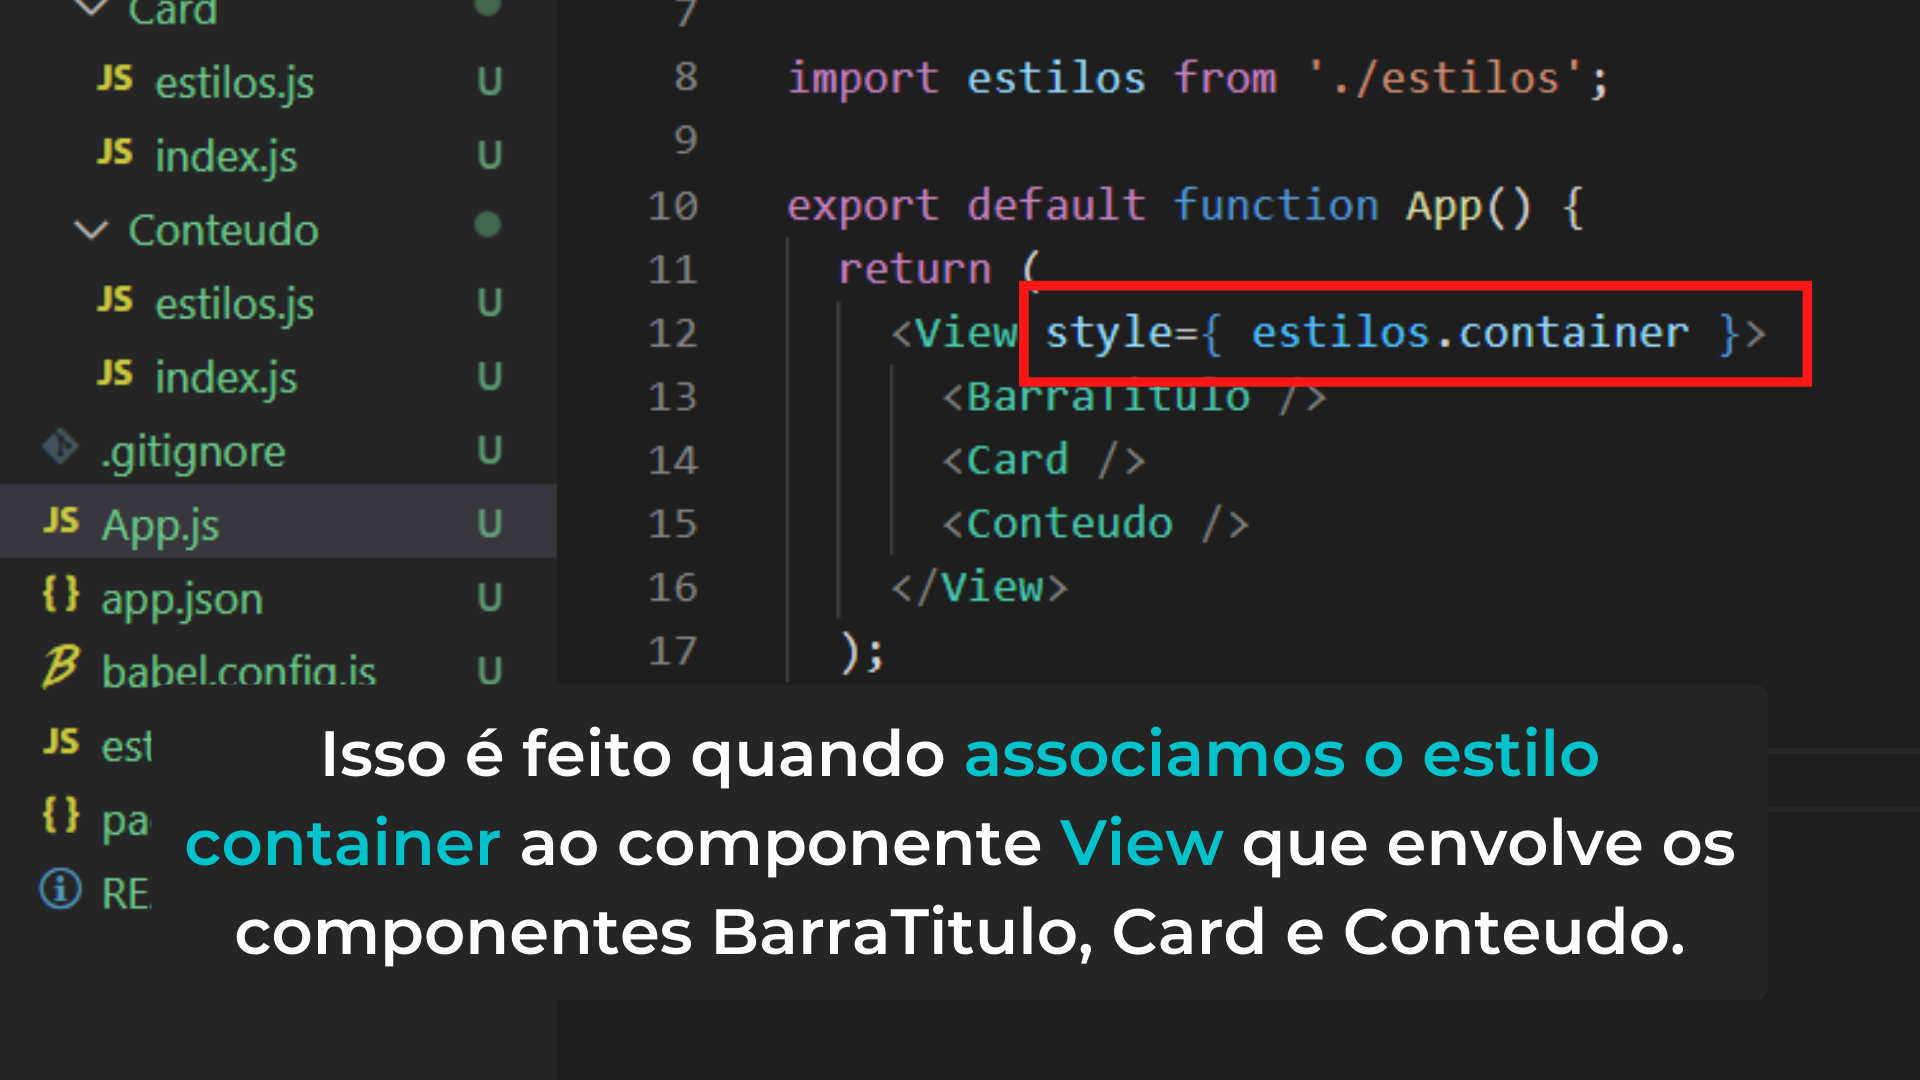 Card
JS estilos.js U
JS index.js U
Conteudo
JS estilos.js U
JS index.js U
.gitignore U
JS App.js U
{} app.json U
babel.config.js U
JS est
{} pa
RE
7
8 import estilos from './estilos';
9
10 export default function App() {
11 return (
12 <View style={ estilos.container }>
13 <BarraTitulo />
14 <Card />
15 <Conteudo />
16 </View>
17 );
Isso é feito quando associamos o estilo
container ao componente View que envolve os
componentes BarraTitulo, Card e Conteudo.